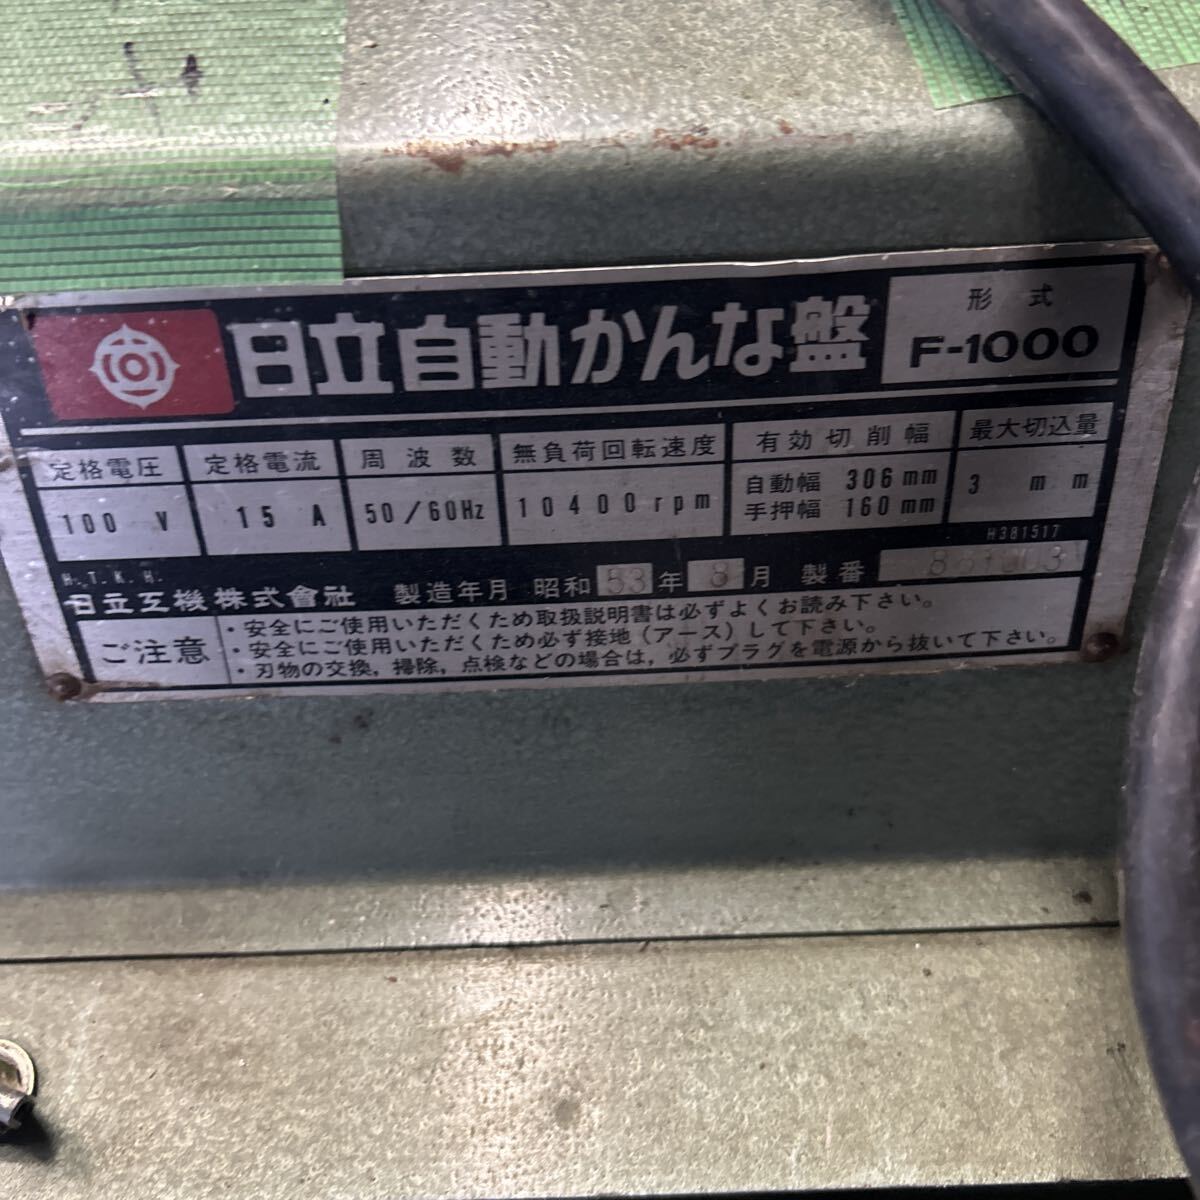 日立自動かんな盤
形式
F-1000
定格電圧 定格電流 周波数 無負荷回転速度 有効切削幅 最大切込量
100 V 15 A 50/60Hz 10400rpm 自動幅 306mm 3 mm
手押幅 160mm
H381517
H.T.K.H.
日立工機株式會社 製造年月 昭和53年8月 製番
ご注意
・安全にご使用いただくため取扱説明書は必ずよくお読み下さい。
・安全にご使用いただくため必ず接地(アース)して下さい。
・刃物の交換,掃除,点検などの場合は,必ずプラグを電源から抜いて下さい。